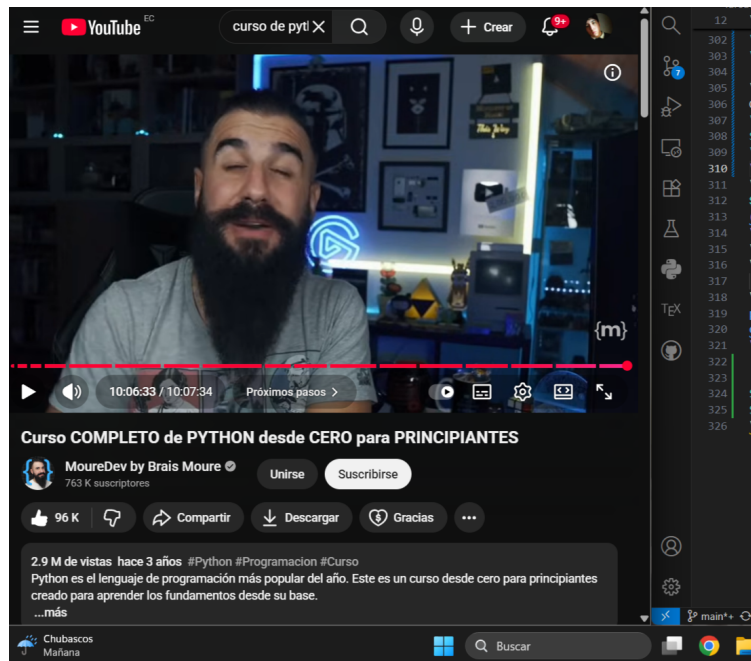 YouTube EC
curso de pyt
Crear
9+
This Way
{m}
10:06:33 / 10:07:34
Próximos pasos >
Curso COMPLETO de PYTHON desde CERO para PRINCIPIANTES
MoureDev by Brais Moure
763 K suscriptores
Unirse
Suscribirse
96 K
Compartir
Descargar
Gracias
2.9 M de vistas hace 3 años #Python #Programacion #Curso
Python es el lenguaje de programación más popular del año. Este es un curso desde cero para principiantes
creado para aprender los fundamentos desde su base.
...más
12
302
303
304
305
306
307
308
309
310
311
312
313
314
315
316
317
318
319
320
321
322
323
324
325
326
7
TEX
main*+
Chubascos
Mañana
Buscar